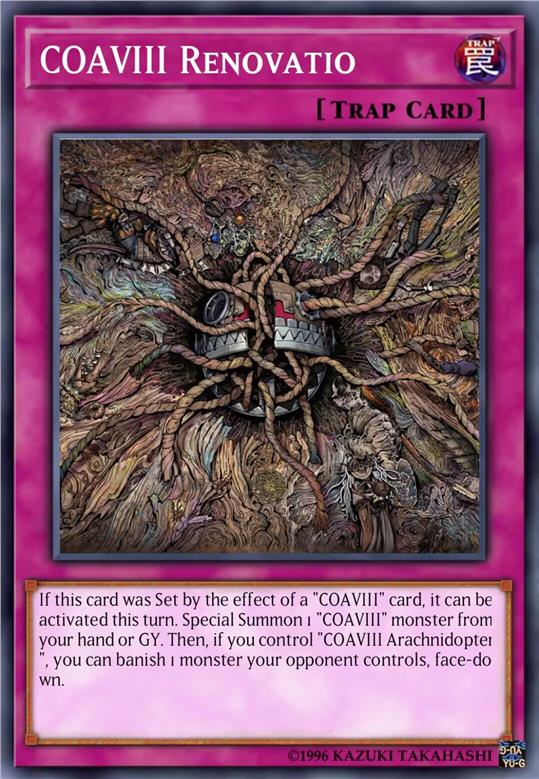 COAVIII RENOVATIO
TRAP
罠
[TRAP CARD]
If this card was Set by the effect of a "COAVIII" card, it can be
activated this turn. Special Summon 1 "COAVIII" monster from
your hand or GY. Then, if you control "COAVIII Arachnidopter
", you can banish 1 monster your opponent controls, face-do
wn.
©1996 KAZUKI TAKAHASHI
YU-G
YU-G